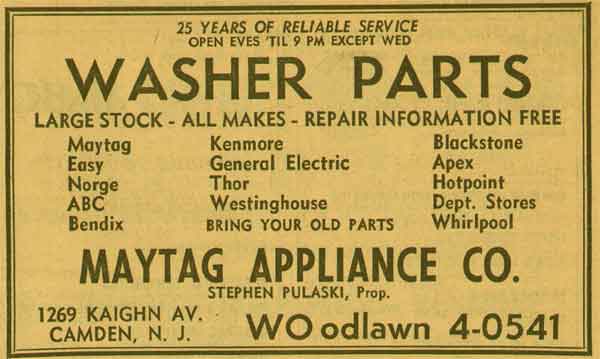 25 YEARS OF RELIABLE SERVICE
OPEN EVES 'TIL 9 PM EXCEPT WED
WASHER PARTS
LARGE STOCK - ALL MAKES - REPAIR INFORMATION FREE
Maytag Kenmore Blackstone
Easy General Electric Apex
Norge Thor Hotpoint
ABC Westinghouse Dept. Stores
Bendix BRING YOUR OLD PARTS Whirlpool
MAYTAG APPLIANCE CO.
STEPHEN PULASKI, Prop.
1269 KAIGHN AV.
CAMDEN, N. J. WOodlawn 4-0541